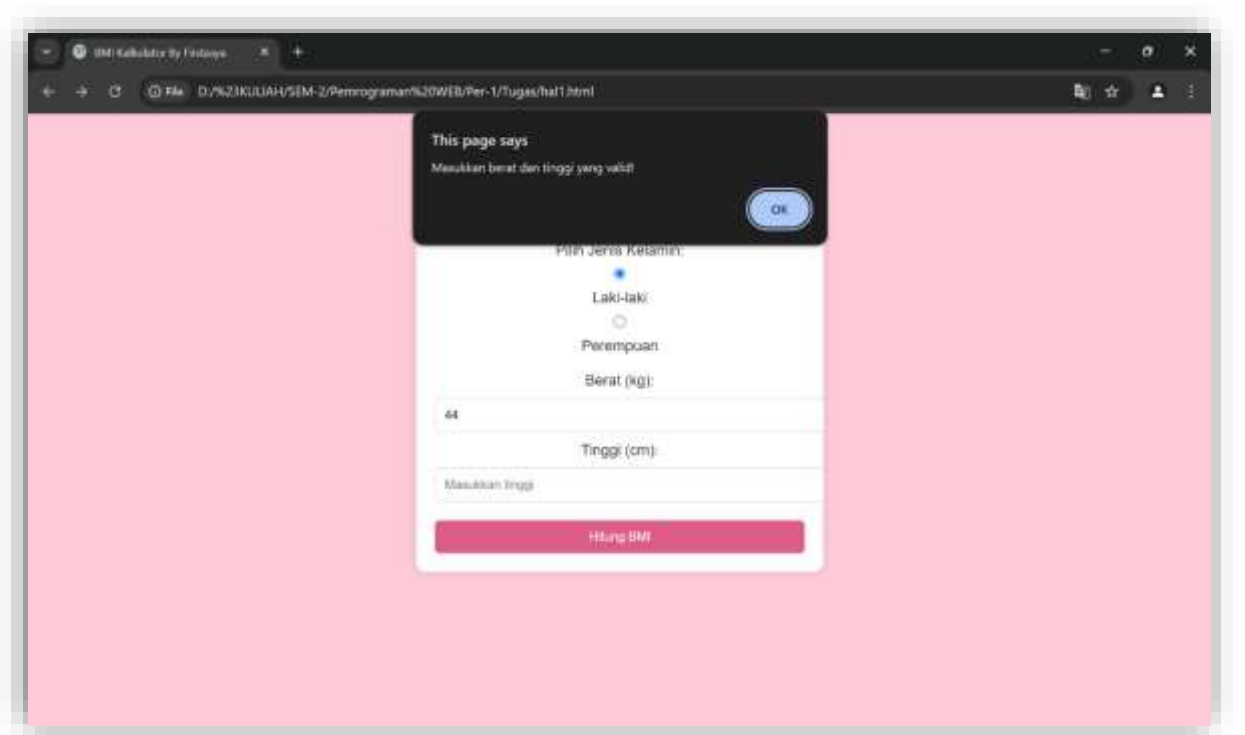 BMI Kalkulator By Firstasya
File D:/%23KULIAH/SEM-2/Pemrograman%20WEB/Per-1/Tugas/hal1.html
This page says
Masukkan berat dan tinggi yang valid!
OK
Pilih Jenis Kelamin:
Laki-laki
Perempuan
Berat (kg):
44
Tinggi (cm):
Masukkan tinggi
Hitung BMI